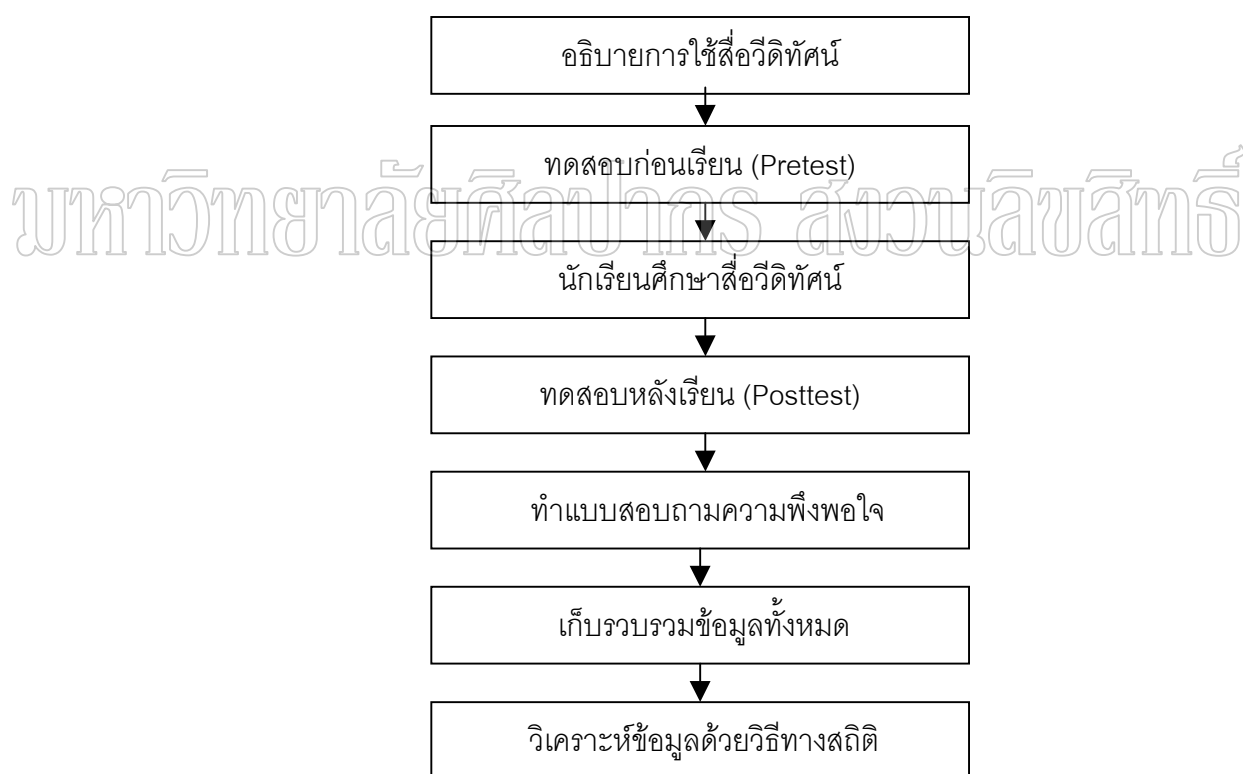 อธิบายการใช้สื่อวีดิทัศน์
ทดสอบก่อนเรียน (Pretest)
มหาวิทยาลัยศิลปากร สงวนลิขสิทธิ์
นักเรียนศึกษาสื่อวีดิทัศน์
ทดสอบหลังเรียน (Posttest)
ทำแบบสอบถามความพึงพอใจ
เก็บรวบรวมข้อมูลทั้งหมด
วิเคราะห์ข้อมูลด้วยวิธีทางสถิติ